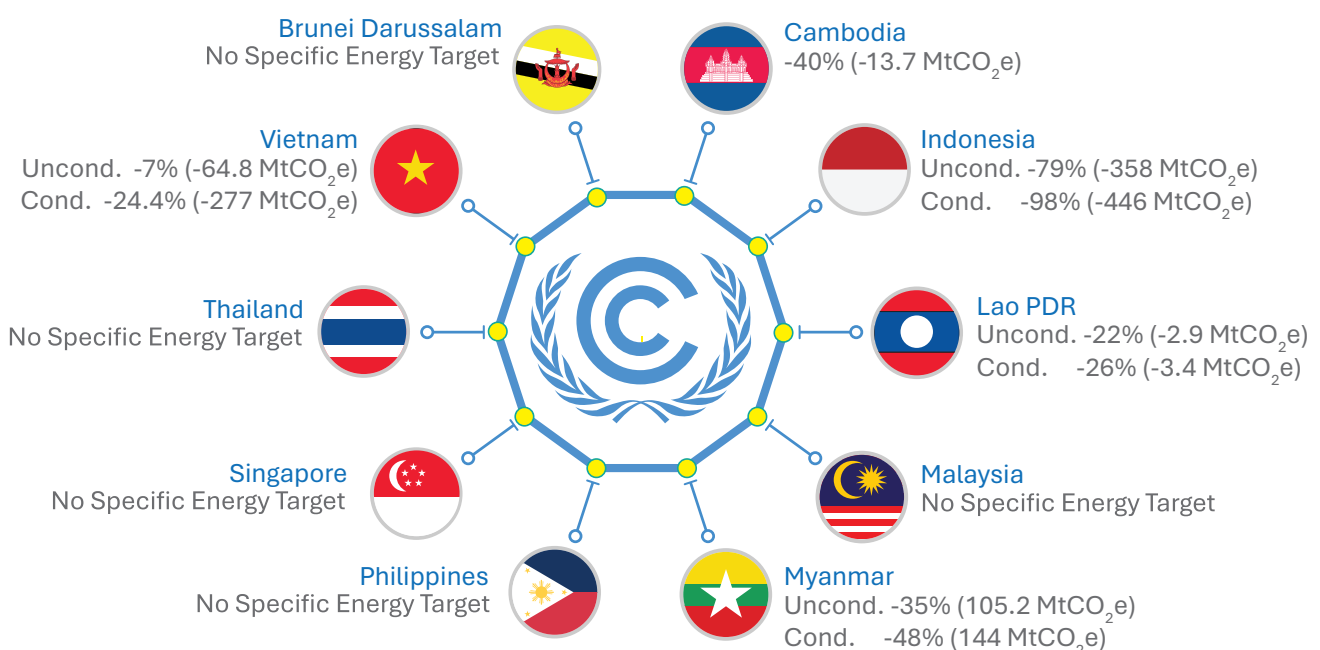 Brunei Darussalam
No Specific Energy Target
Cambodia
-40% (-13.7 MtCO₂e)
Vietnam
Uncond. -7% (-64.8 MtCO₂e)
Cond. -24.4% (-277 MtCO₂e)
Indonesia
Uncond. -79% (-358 MtCO₂e)
Cond. -98% (-446 MtCO₂e)
Thailand
No Specific Energy Target
Lao PDR
Uncond. -22% (-2.9 MtCO₂e)
Cond. -26% (-3.4 MtCO₂e)
Singapore
No Specific Energy Target
Malaysia
No Specific Energy Target
Philippines
No Specific Energy Target
Myanmar
Uncond. -35% (105.2 MtCO₂e)
Cond. -48% (144 MtCO₂e)